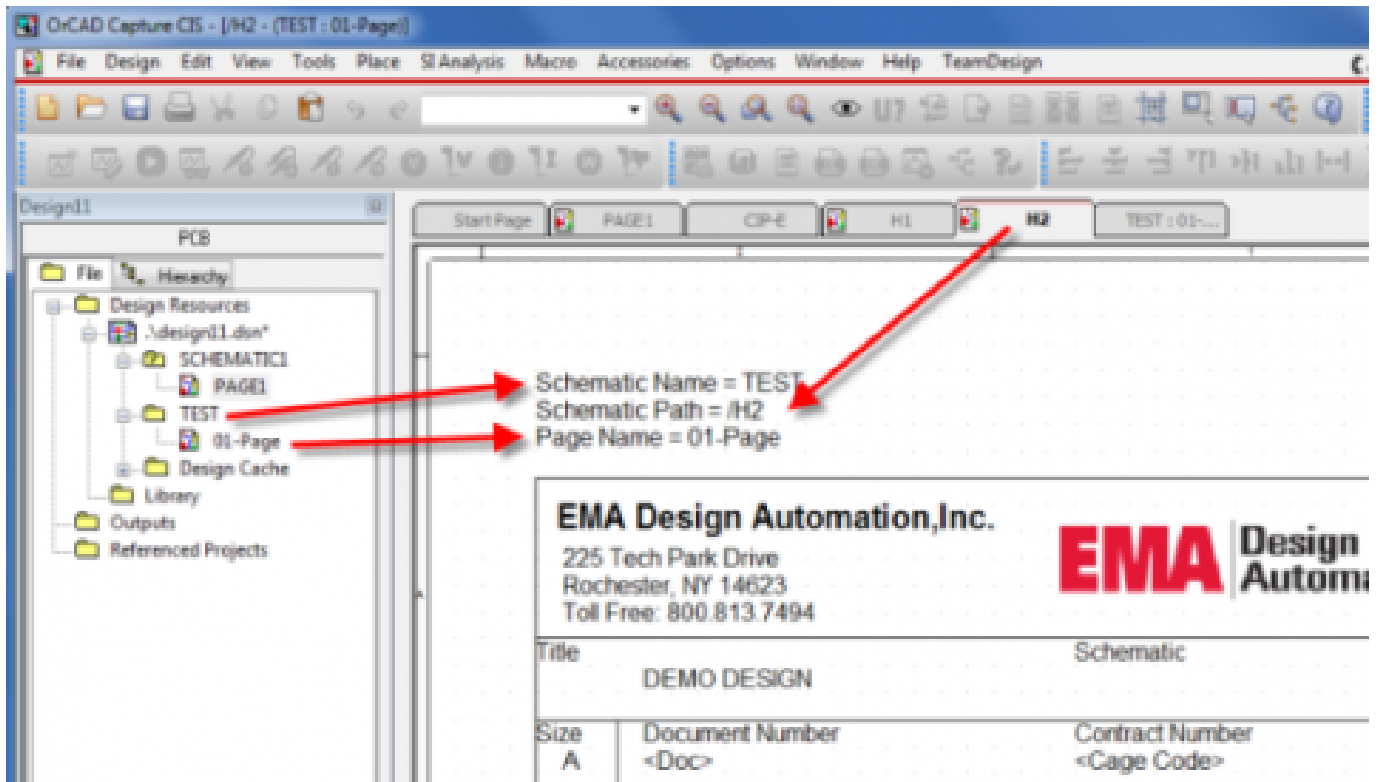 OrCAD Capture CIS - [/H2 - (TEST : 01-Page)]
File Design Edit View Tools Place SI Analysis Macro Accessories Options Window Help TeamDesign
U?
Design11
PCB
File Hierarchy
Design Resources
.\design11.dsn*
SCHEMATIC1
PAGE1
TEST
01-Page
Design Cache
Library
Outputs
Referenced Projects
Start Page PAGE1 CIP-E H1 H2 TEST : 01-...
Schematic Name = TEST
Schematic Path = /H2
Page Name = 01-Page
EMA Design Automation,Inc.
225 Tech Park Drive
Rochester, NY 14623
Toll Free: 800.813.7494
EMA Design
Automa
Title Schematic
DEMO DESIGN
Size Document Number Contract Number
A <Doc> <Cage Code>
A